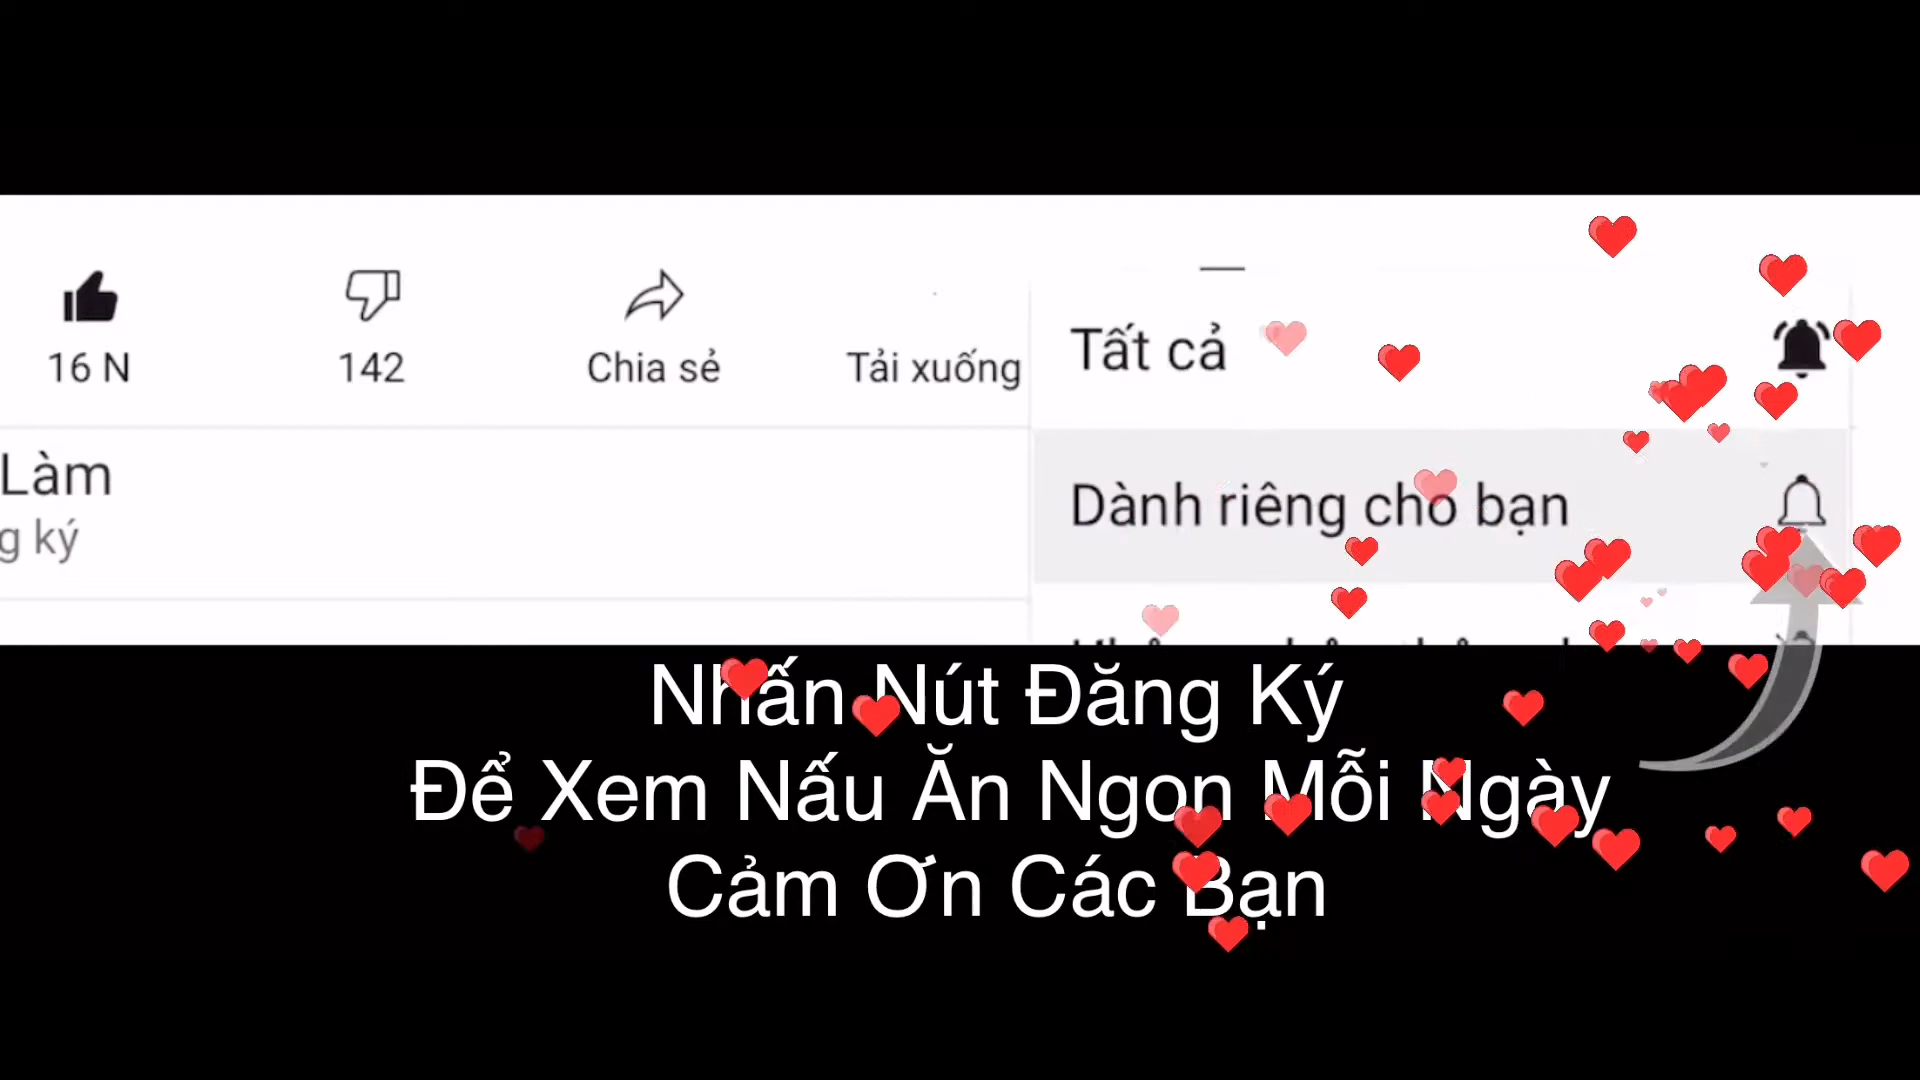 16 N
142
Chia sẻ
Tải xuống
Làm
g ký
Tất cả
Dành riêng cho bạn
Nhấn Nút Đăng Ký
Để Xem Nấu Ăn Ngon Mỗi Ngày
Cảm Ơn Các Bạn